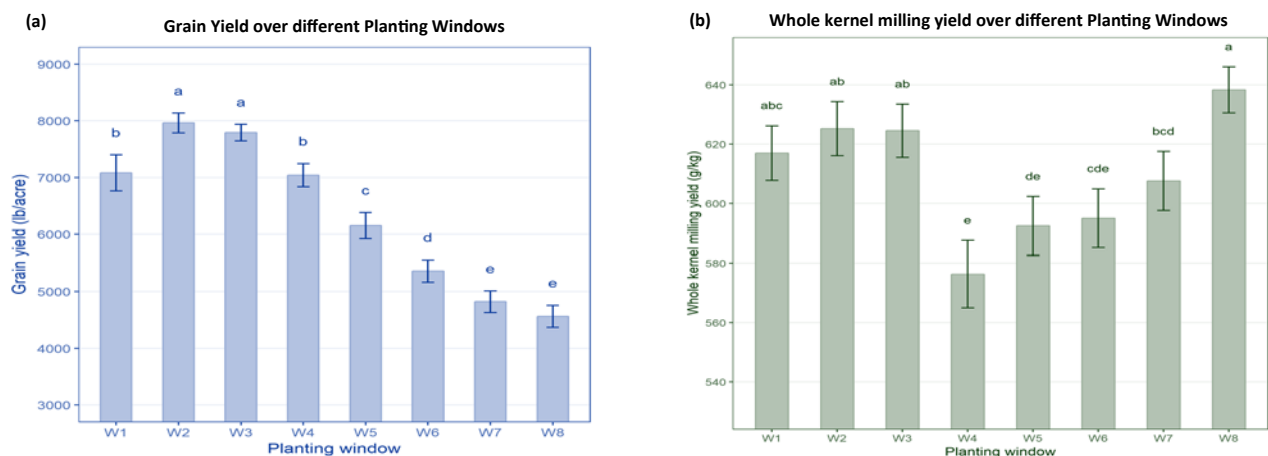 (a)
Grain Yield over different Planting Windows
Grain yield (lb/acre)
9000
8000
7000
6000
5000
4000
3000
b
a
a
b
c
d
e
e
W1 W2 W3 W4 W5 W6 W7 W8
Planting window
(b)
Whole kernel milling yield over different Planting Windows
Whole kernel milling yield (g/kg)
640
620
600
580
560
540
abc
ab
ab
e
de
cde
bcd
a
W1 W2 W3 W4 W5 W6 W7 W8
Planting window